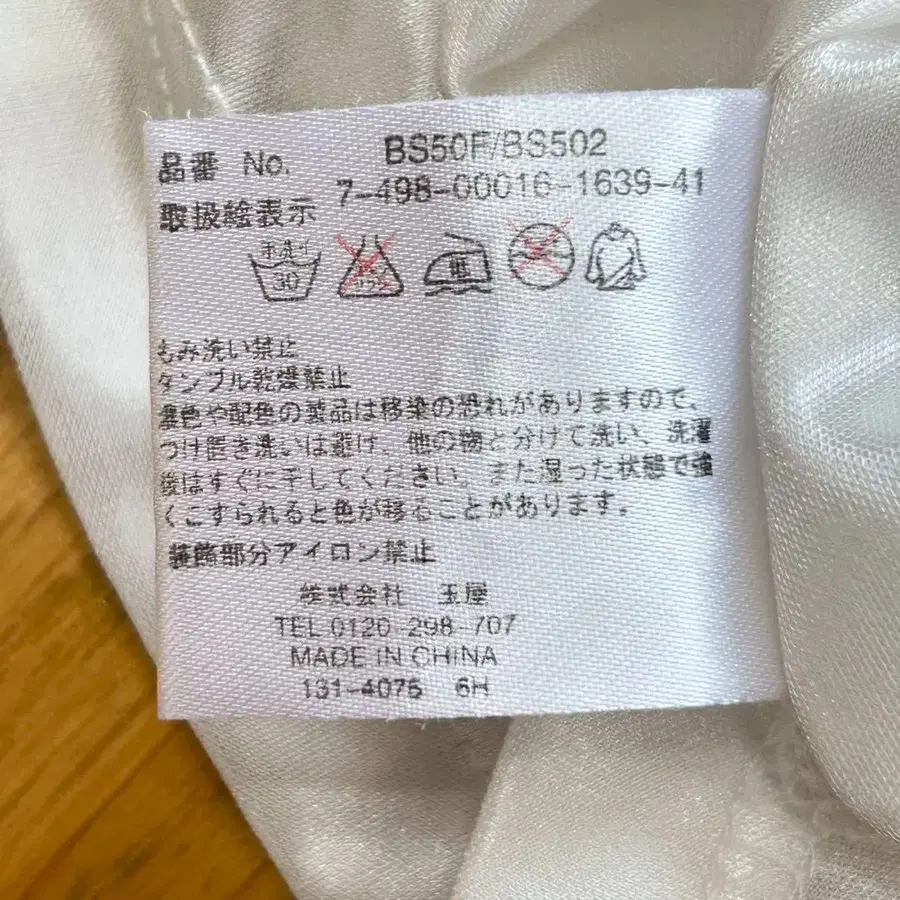 品番 No. BS50F/BS502
7-498-00016-1639-41
取扱絵表示
手洗イ 30
低
もみ洗い禁止
タンブル乾燥禁止
濃色や配色の製品は移染の恐れがありますので、
つけ置き洗いは避け、他の物と分けて洗い、洗濯
後はすぐに干してください。また湿った状態で強
くこすられると色が移ることがあります。
装飾部分アイロン禁止
株式会社 玉屋
TEL 0120-298-707
MADE IN CHINA
131-4075 6H